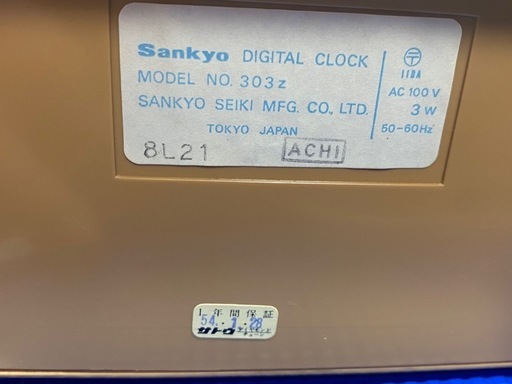 Sankyo DIGITAL CLOCK
MODEL NO. 303z
SANKYO SEIKI MFG. CO., LTD.
TOKYO JAPAN
8L21 ACHI
〒
AC 100 V
3 W
50-60Hz
1年間保証
54.1.28